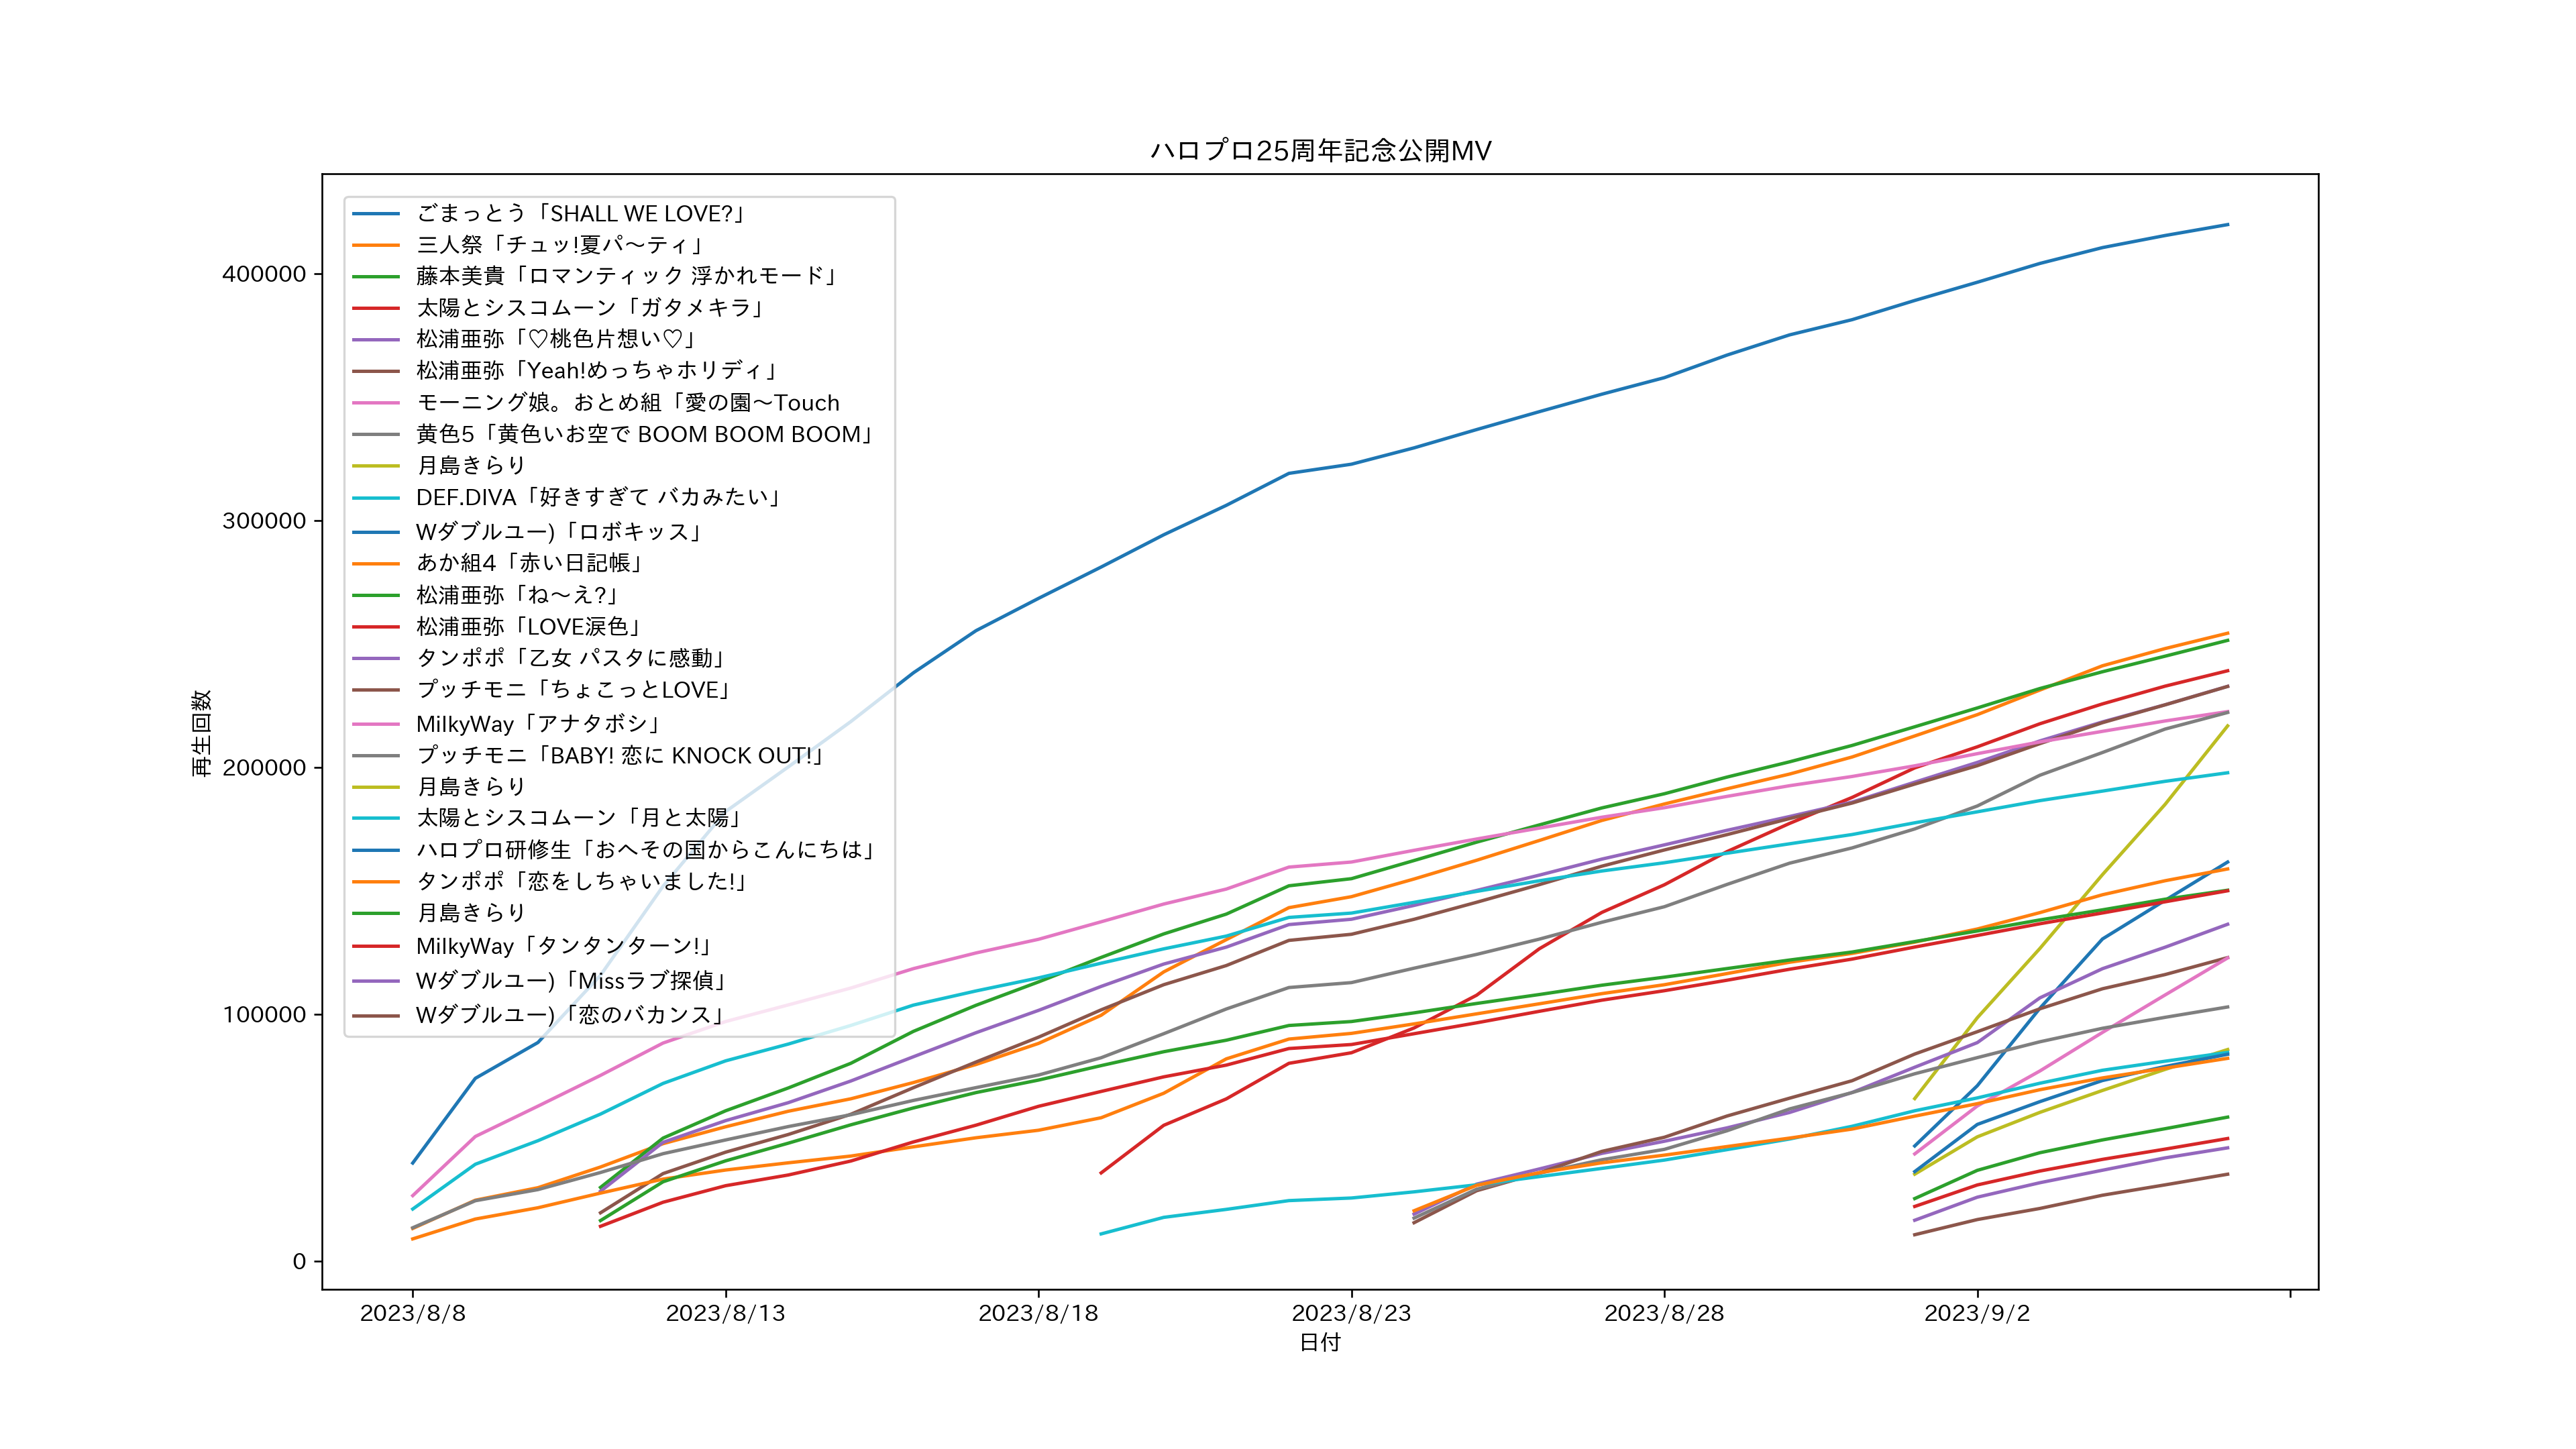 ハロプロ25周年記念公開MV
ごまっとう「SHALL WE LOVE?」
三人祭「チュッ!夏パ〜ティ」
藤本美貴「ロマンティック 浮かれモード」
太陽とシスコムーン「ガタメキラ」
松浦亜弥「♡桃色片想い♡」
松浦亜弥「Yeah!めっちゃホリディ」
モーニング娘。おとめ組「愛の園〜Touch
黄色5「黄色いお空で BOOM BOOM BOOM」
月島きらり
DEF.DIVA「好きすぎて バカみたい」
Wダブルユー)「ロボキッス」
あか組4「赤い日記帳」
松浦亜弥「ね〜え?」
松浦亜弥「LOVE涙色」
タンポポ「乙女 パスタに感動」
プッチモニ「ちょこっとLOVE」
MilkyWay「アナタボシ」
プッチモニ「BABY! 恋に KNOCK OUT!」
月島きらり
太陽とシスコムーン「月と太陽」
ハロプロ研修生「おへその国からこんにちは」
タンポポ「恋をしちゃいました!」
月島きらり
MilkyWay「タンタンターン!」
Wダブルユー)「Missラブ探偵」
Wダブルユー)「恋のバカンス」
再生回数
400000
300000
200000
100000
0
2023/8/8
2023/8/13
2023/8/18
2023/8/23
2023/8/28
2023/9/2
日付